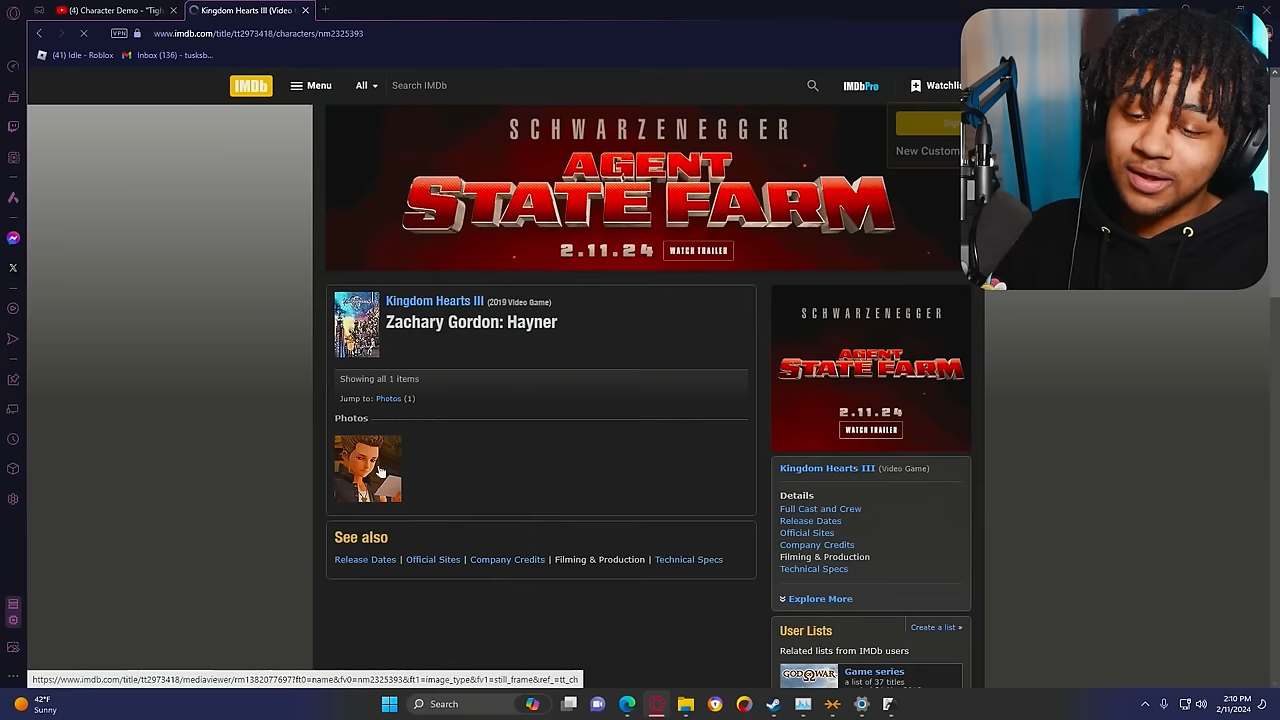 (4) Character Demo - "Tigh
Kingdom Hearts III (Video
VPN
www.imdb.com/title/tt2973418/characters/nm2325393
(41) Idle - Roblox
Inbox (136) - tusksb...
IMDb
Menu
All
Search IMDb
IMDbPro
Watchlis
New Custom
SCHWARZENEGGER
AGENT
STATE FARM
2.11.24
WATCH TRAILER
Kingdom Hearts III (2019 Video Game)
Zachary Gordon: Hayner
Showing all 1 items
Jump to: Photos (1)
Photos
See also
Release Dates | Official Sites | Company Credits | Filming & Production | Technical Specs
SCHWARZENEGGER
AGENT
STATE FARM
2.11.24
WATCH TRAILER
Kingdom Hearts III (Video Game)
Details
Full Cast and Crew
Release Dates
Official Sites
Company Credits
Filming & Production
Technical Specs
Explore More
User Lists
Create a list »
Related lists from IMDb users
GOD OF WAR
Game series
a list of 37 titles
https://www.imdb.com/title/tt2973418/mediaviewer/rm1382077697?ft0=name&fv0=nm2325393&ft1=image_type&fv1=still_frame&ref_=tt_ch
42°F
Sunny
Search
2:10 PM
2/11/2024